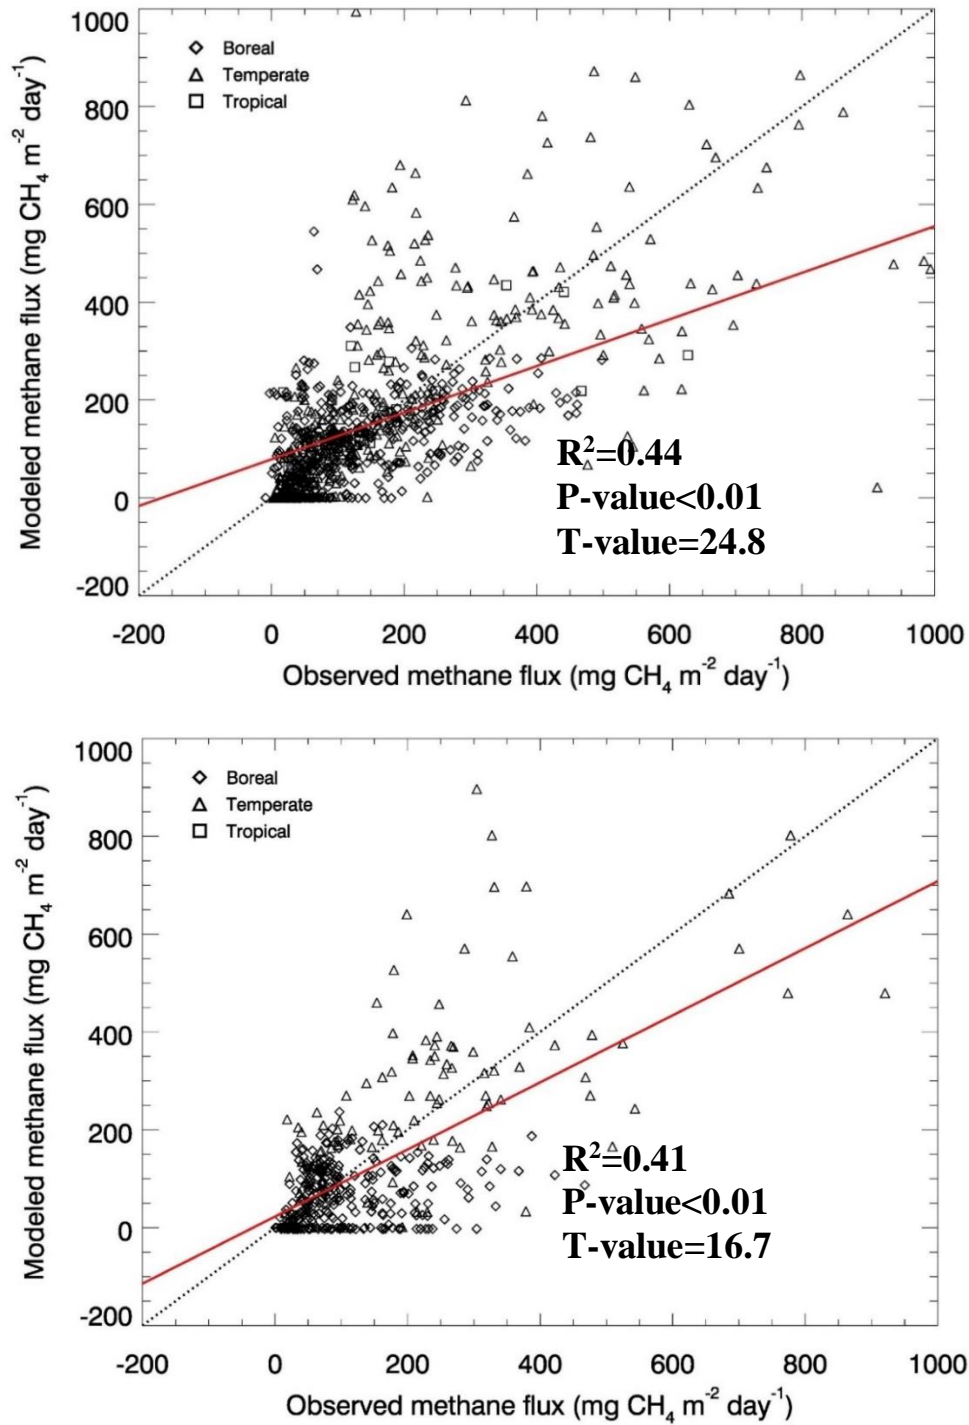 1000
800
600
400
200
0
-200
Modeled methane flux (mg CH₄ m⁻² day⁻¹)
Boreal
Temperate
Tropical
R²=0.44
P-value<0.01
T-value=24.8
-200 0 200 400 600 800 1000
Observed methane flux (mg CH₄ m⁻² day⁻¹)
1000
800
600
400
200
0
-200
Modeled methane flux (mg CH₄ m⁻² day⁻¹)
Boreal
Temperate
Tropical
R²=0.41
P-value<0.01
T-value=16.7
-200 0 200 400 600 800 1000
Observed methane flux (mg CH₄ m⁻² day⁻¹)